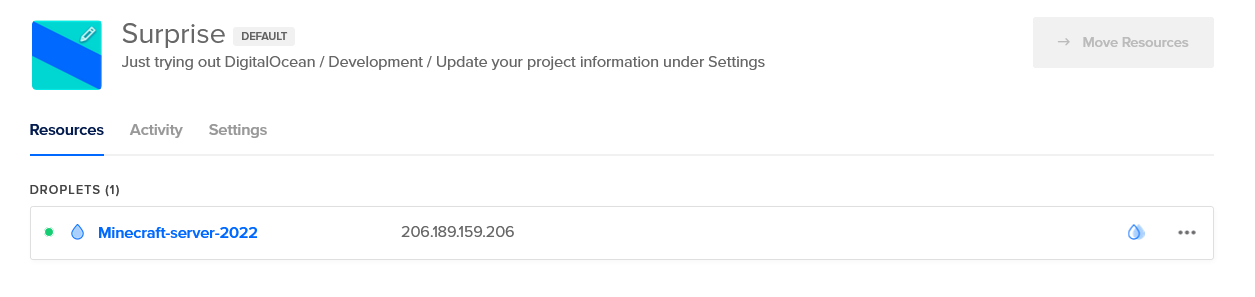 Surprise DEFAULT
→ Move Resources
Just trying out DigitalOcean / Development / Update your project information under Settings
Resources Activity Settings
DROPLETS (1)
Minecraft-server-2022 206.189.159.206